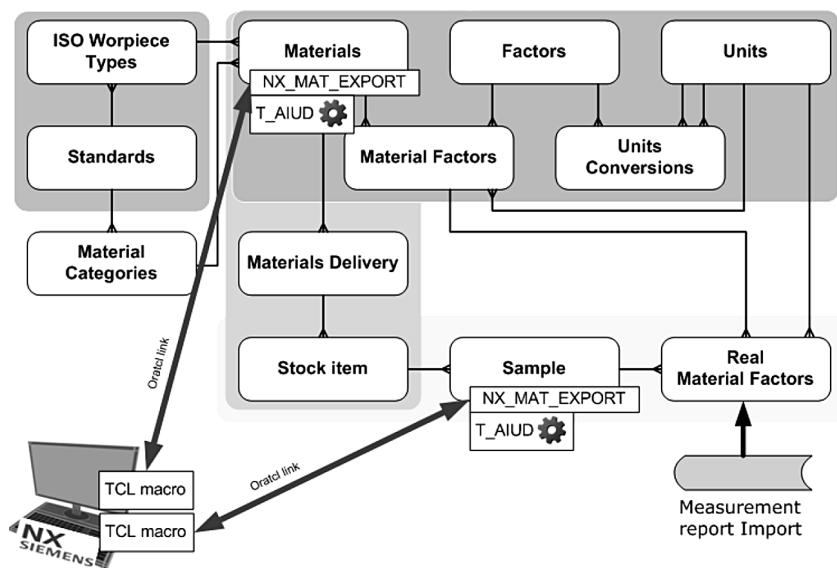 ISO Worpiece
Types
Materials
Factors
Units
NX_MAT_EXPORT
T_AIUD
Standards
Material Factors
Units
Conversions
Material
Categories
Materials Delivery
Oratcl link
Stock item
Sample
Real
Material Factors
NX_MAT_EXPORT
T_AIUD
Oratcl link
TCL macro
TCL macro
NX
SIEMENS
Measurement
report Import